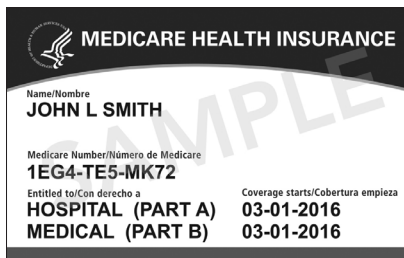 MEDICARE HEALTH INSURANCE
Name/Nombre
JOHN L SMITH
SAMPLE
Medicare Number/Número de Medicare
1EG4-TE5-MK72
Entitled to/Con derecho a Coverage starts/Cobertura empieza
HOSPITAL (PART A) 03-01-2016
MEDICAL (PART B) 03-01-2016